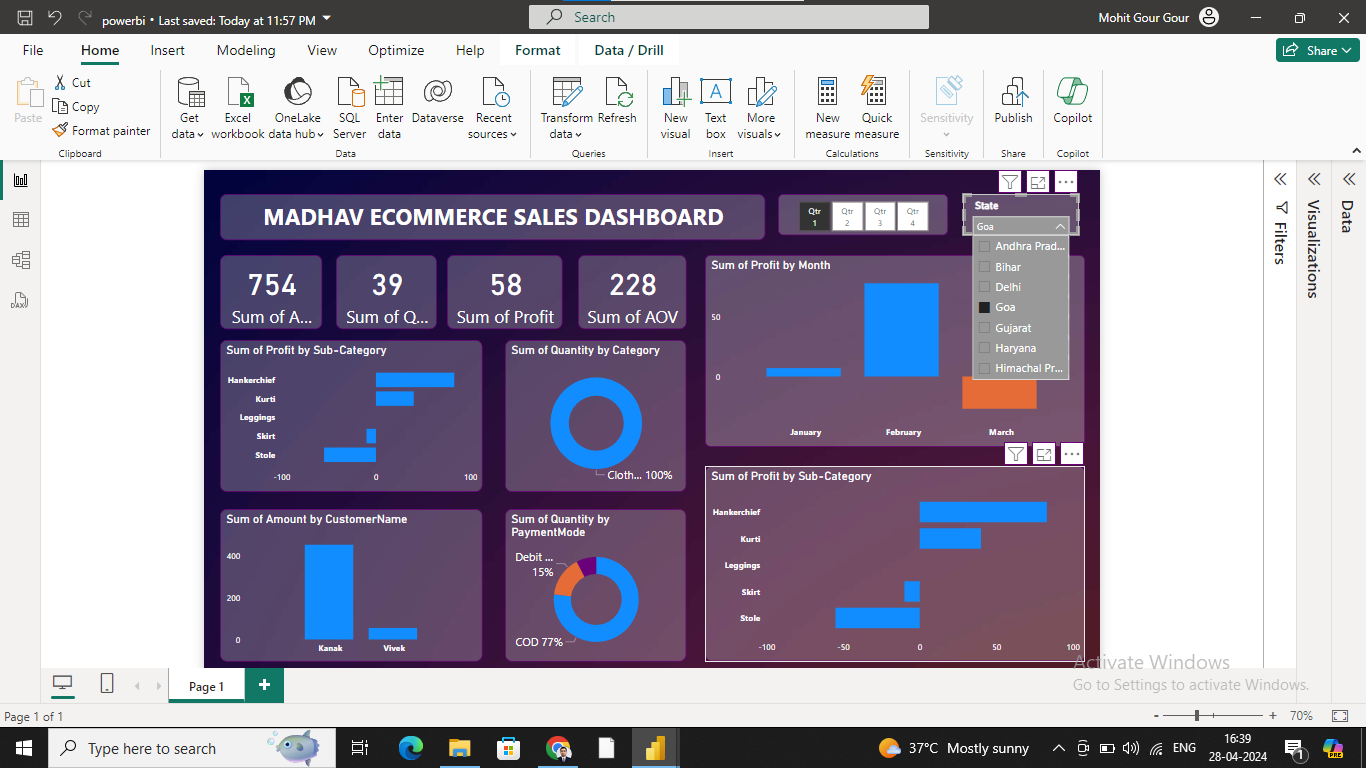 powerbi • Last saved: Today at 11:57 PM
Search
Mohit Gour Gour
File Home Insert Modeling View Optimize Help Format Data / Drill
Share
Paste
Cut
Copy
Format painter
Clipboard
Get data
Excel workbook
OneLake data hub
SQL Server
Enter data
Dataverse
Recent sources
Data
Transform data
Refresh
Queries
New visual
Text box
More visuals
Insert
New measure
Quick measure
Calculations
Sensitivity
Sensitivity
Publish
Share
Copilot
Copilot
MADHAV ECOMMERCE SALES DASHBOARD
Qtr 1
Qtr 2
Qtr 3
Qtr 4
State
Goa
Andhra Prad...
Bihar
Delhi
Goa
Gujarat
Haryana
Himachal Pr...
754
Sum of A...
39
Sum of Q...
58
Sum of Profit
228
Sum of AOV
Sum of Profit by Month
50
0
January February March
Sum of Profit by Sub-Category
Hankerchief
Kurti
Leggings
Skirt
Stole
-100 0 100
Sum of Quantity by Category
Cloth... 100%
Sum of Amount by CustomerName
400
200
0
Kanak Vivek
Sum of Quantity by
PaymentMode
Debit ...
15%
COD 77%
Sum of Profit by Sub-Category
Hankerchief
Kurti
Leggings
Skirt
Stole
-100 -50 0 50 100
Filters
Visualizations
Data
Activate Windows
Go to Settings to activate Windows.
Page 1
Page 1 of 1
- + 70%
Type here to search
37°C Mostly sunny
ENG
16:39
28-04-2024
1
PRE
DAX